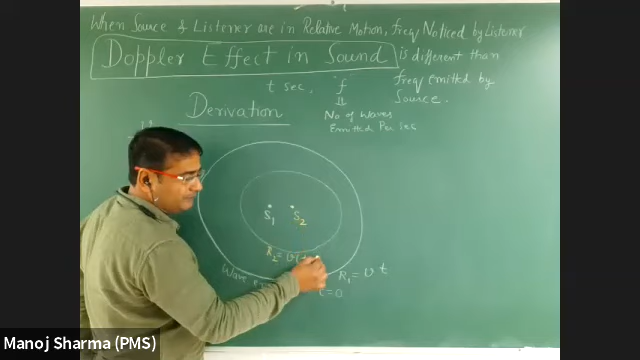 When Source & Listener are in Relative Motion, freq Noticed by Listener
Doppler Effect in Sound is different than
t sec, f freq emitted by
Source.
Derivation
No of Waves
Emitted Per sec
S1 S2
R2 = υ(t
R1 = υ t
t=0
Manoj Sharma (PMS)